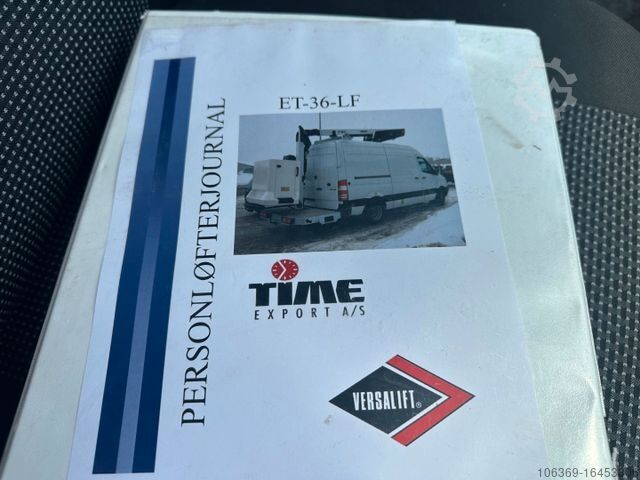 ET-36-LF
PERSONLØFTERJOURNAL
TIME
EXPORT A/S
VERSALIFT®